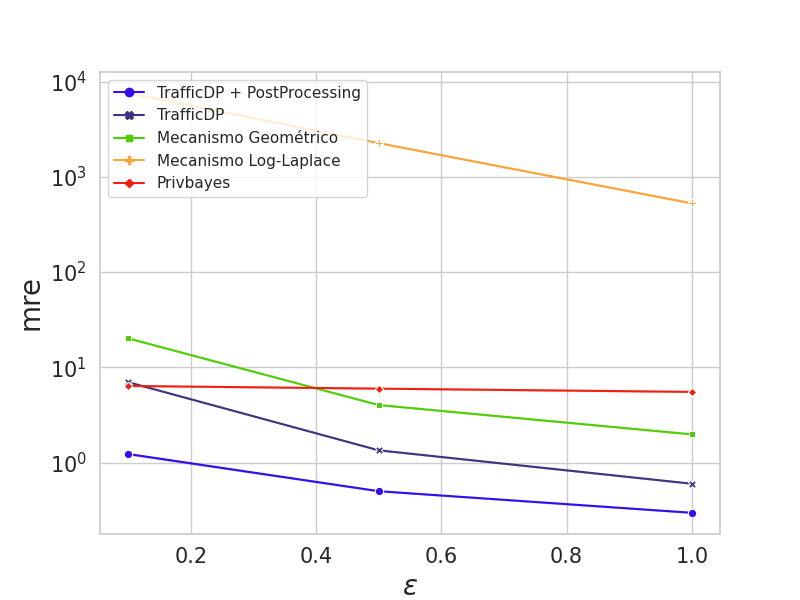 10⁴
10³
10²
10¹
10⁰
mre
TrafficDP + PostProcessing
TrafficDP
Mecanismo Geométrico
Mecanismo Log-Laplace
Privbayes
0.2 0.4 0.6 0.8 1.0
ε